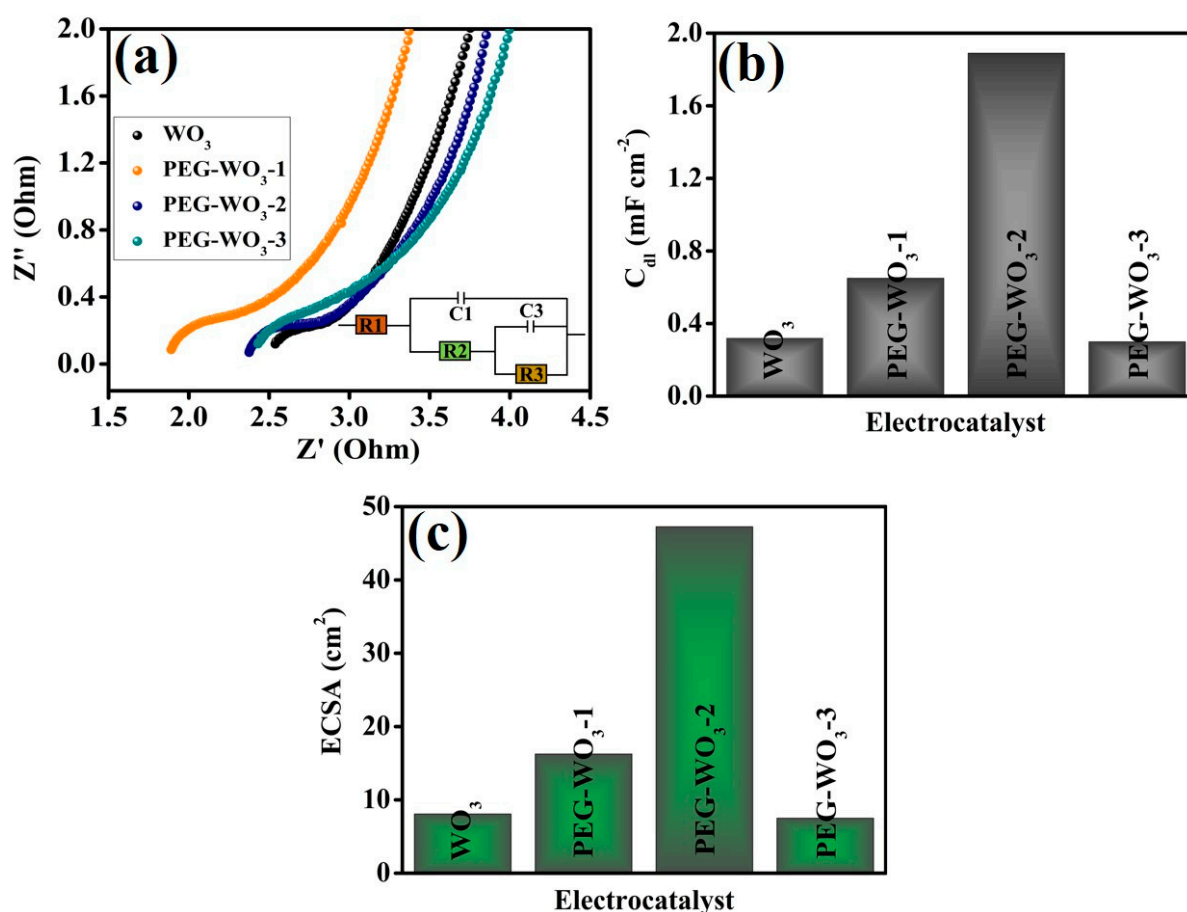 (a)
2.0
1.6
1.2
0.8
0.4
0.0
Z'' (Ohm)
WO₃
PEG-WO₃-1
PEG-WO₃-2
PEG-WO₃-3
C1
C3
R1
R2
R3
1.5 2.0 2.5 3.0 3.5 4.0 4.5
Z' (Ohm)
(b)
2.0
1.6
1.2
0.8
0.4
0.0
C_dl (mF cm⁻²)
WO₃
PEG-WO₃-1
PEG-WO₃-2
PEG-WO₃-3
Electrocatalyst
(c)
50
40
30
20
10
0
ECSA (cm²)
WO₃
PEG-WO₃-1
PEG-WO₃-2
PEG-WO₃-3
Electrocatalyst